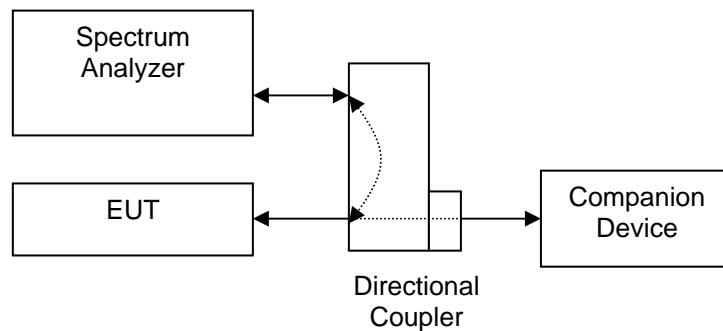 Spectrum
Analyzer
EUT
Companion
Device
Directional
Coupler